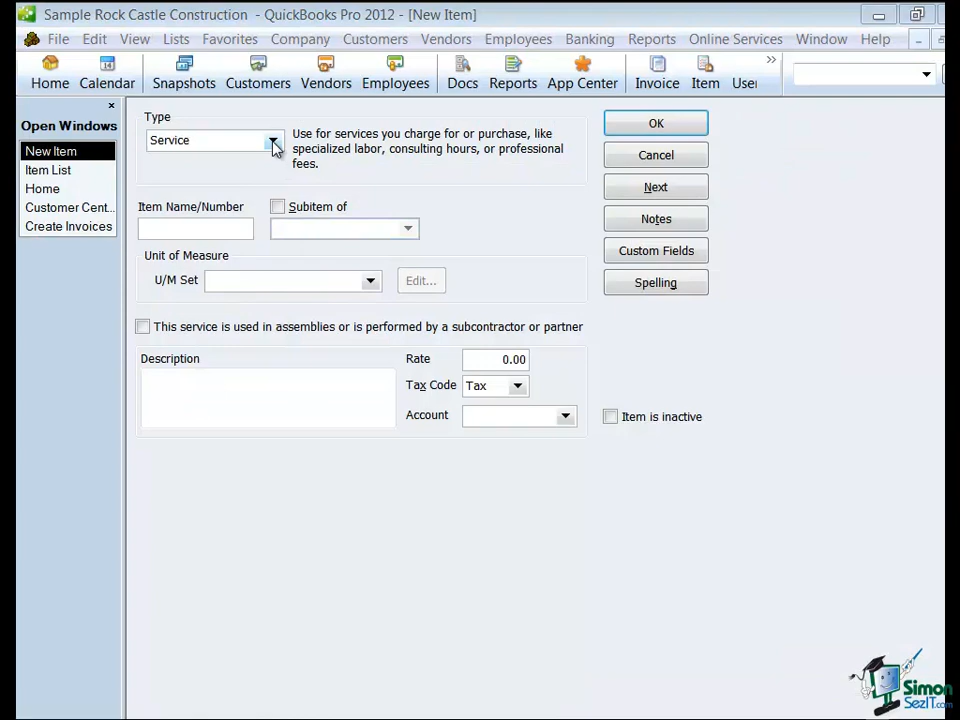 Sample Rock Castle Construction - QuickBooks Pro 2012 - [New Item]
File Edit View Lists Favorites Company Customers Vendors Employees Banking Reports Online Services Window Help
Home Calendar Snapshots Customers Vendors Employees Docs Reports App Center Invoice Item User
Open Windows
New Item
Item List
Home
Customer Cent...
Create Invoices
Type
Service
Use for services you charge for or purchase, like
specialized labor, consulting hours, or professional
fees.
Item Name/Number
Subitem of
Unit of Measure
U/M Set
Edit...
This service is used in assemblies or is performed by a subcontractor or partner
Description
Rate 0.00
Tax Code Tax
Account
OK
Cancel
Next
Notes
Custom Fields
Spelling
Item is inactive
Simon
SezIT.com